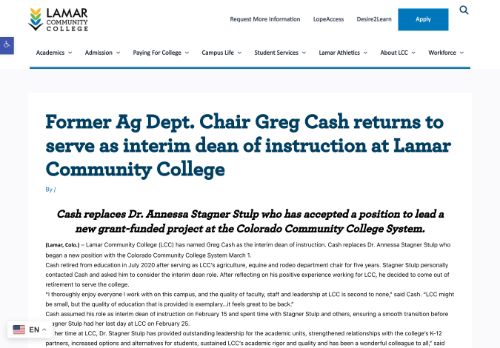 LAMAR
COMMUNITY
COLLEGE
Request More Information LopeAccess Desire2Learn Apply
Academics Admission Paying For College Campus Life Student Services Lamar Athletics About LCC Workforce
Former Ag Dept. Chair Greg Cash returns to
serve as interim dean of instruction at Lamar
Community College
By /
Cash replaces Dr. Annessa Stagner Stulp who has accepted a position to lead a
new grant-funded project at the Colorado Community College System.
(Lamar, Colo.) – Lamar Community College (LCC) has named Greg Cash as the interim dean of instruction. Cash replaces Dr. Annessa Stagner Stulp who
began a new position with the Colorado Community College System March 1.
Cash retired from education in July 2020 after serving as LCC's agriculture, equine and rodeo department chair for five years. Stagner Stulp personally
contacted Cash and asked him to consider the interim dean role. After reflecting on his positive experience working for LCC, he decided to come out of
retirement to serve the college.
"I thoroughly enjoy everyone I work with on this campus, and the quality of faculty, staff and leadership at LCC is second to none," said Cash. "LCC might
be small, but the quality of education that is provided is exemplary...it feels great to be back."
Cash assumed his role as interim dean of instruction on February 15 and spent time with Stagner Stulp and others, ensuring a smooth transition before
Stagner Stulp had her last day at LCC on February 25.
her time at LCC, Dr. Stagner Stulp has provided outstanding leadership for the academic units, strengthened relationships with the college's K-12
partners, increased options and alternatives for students, sustained LCC's academic rigor and quality and has been a wonderful colleague to all," said
EN